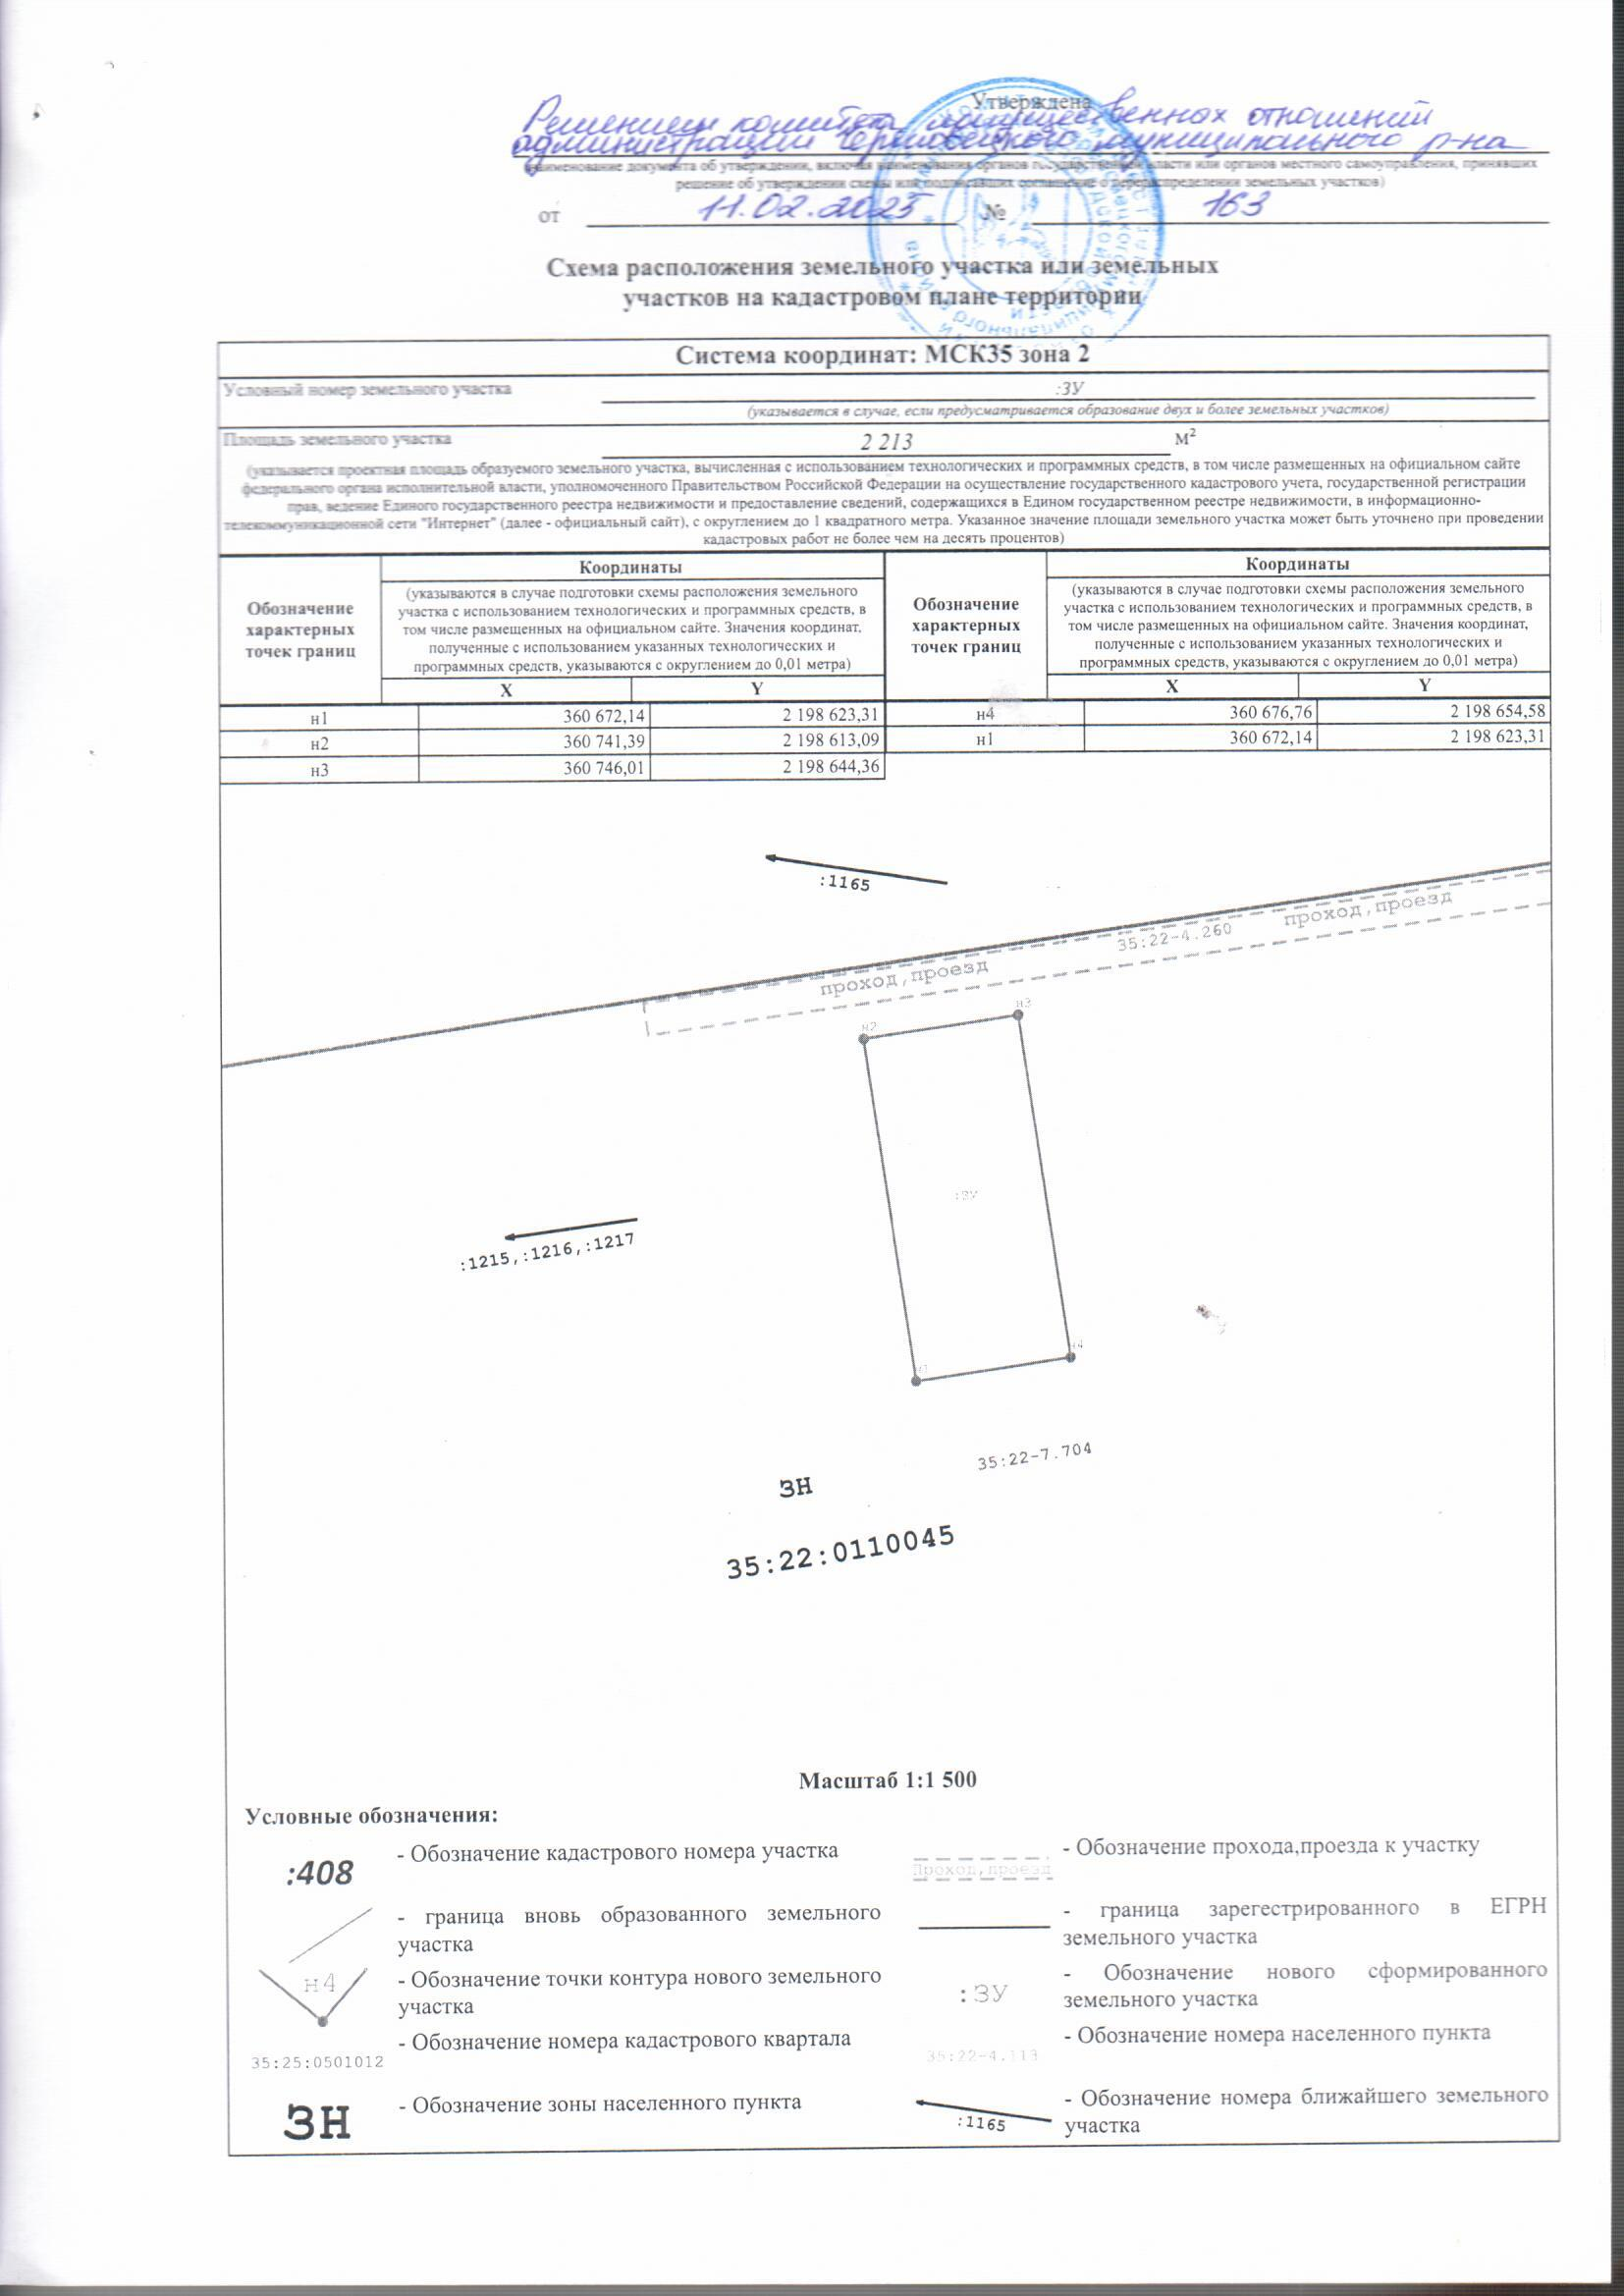 Утверждена
Решением комитета имущественных отношений
администрации Череповецкого муниципального р-на
(наименование документа об утверждении, включая наименования органов государственной власти или органов местного самоуправления, принявших
решение об утверждении схемы или подписавших соглашение о перераспределении земельных участков)
от 11.02.2025 № 163
Схема расположения земельного участка или земельных
участков на кадастровом плане территории
Система координат: МСК35 зона 2
Условный номер земельного участка :ЗУ
(указывается в случае, если предусматривается образование двух и более земельных участков)
Площадь земельного участка 2 213 м²
(указывается проектная площадь образуемого земельного участка, вычисленная с использованием технологических и программных средств, в том числе размещенных на официальном сайте
федерального органа исполнительной власти, уполномоченного Правительством Российской Федерации на осуществление государственного кадастрового учета, государственной регистрации
прав, ведение Единого государственного реестра недвижимости и предоставление сведений, содержащихся в Едином государственном реестре недвижимости, в информационно-
телекоммуникационной сети "Интернет" (далее - официальный сайт), с округлением до 1 квадратного метра. Указанное значение площади земельного участка может быть уточнено при проведении
кадастровых работ не более чем на десять процентов)
Обозначение
характерных
точек границ
Координаты
(указываются в случае подготовки схемы расположения земельного
участка с использованием технологических и программных средств, в
том числе размещенных на официальном сайте. Значения координат,
полученные с использованием указанных технологических и
программных средств, указываются с округлением до 0,01 метра)
X Y
Обозначение
характерных
точек границ
Координаты
(указываются в случае подготовки схемы расположения земельного
участка с использованием технологических и программных средств, в
том числе размещенных на официальном сайте. Значения координат,
полученные с использованием указанных технологических и
программных средств, указываются с округлением до 0,01 метра)
X Y
н1 360 672,14 2 198 623,31 н4 360 676,76 2 198 654,58
н2 360 741,39 2 198 613,09 н1 360 672,14 2 198 623,31
н3 360 746,01 2 198 644,36
:1165
проход,проезд
35:22-4.260
проход,проезд
н3
н2
:ЗУ
:1215,:1216,:1217
н4
н1
35:22-7.704
ЗН
35:22:0110045
Масштаб 1:1 500
Условные обозначения:
:408 - Обозначение кадастрового номера участка
Проход,проезд - Обозначение прохода,проезда к участку
- граница вновь образованного земельного
участка
- граница зарегестрированного в ЕГРН
земельного участка
н4 - Обозначение точки контура нового земельного
участка
:ЗУ - Обозначение нового сформированного
земельного участка
35:25:0501012 - Обозначение номера кадастрового квартала
35:22-4.113 - Обозначение номера населенного пункта
ЗН - Обозначение зоны населенного пункта
:1165 - Обозначение номера ближайшего земельного
участка